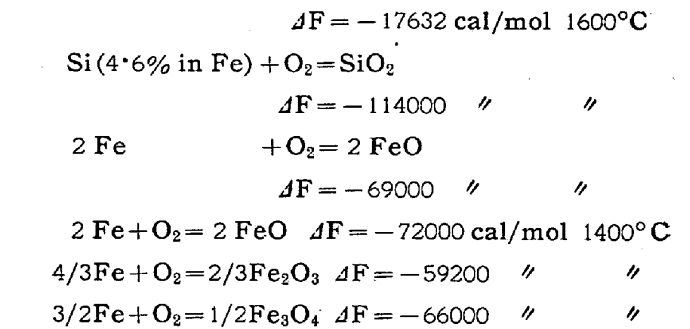 ΔF = −17632 cal/mol 1600°C
Si (4·6% in Fe) + O₂ = SiO₂
ΔF = −114000 〃 〃
2 Fe + O₂ = 2 FeO
ΔF = −69000 〃 〃
2 Fe + O₂ = 2 FeO ΔF = −72000 cal/mol 1400°C
4/3Fe + O₂ = 2/3Fe₂O₃ ΔF = −59200 〃 〃
3/2Fe + O₂ = 1/2Fe₃O₄ ΔF = −66000 〃 〃